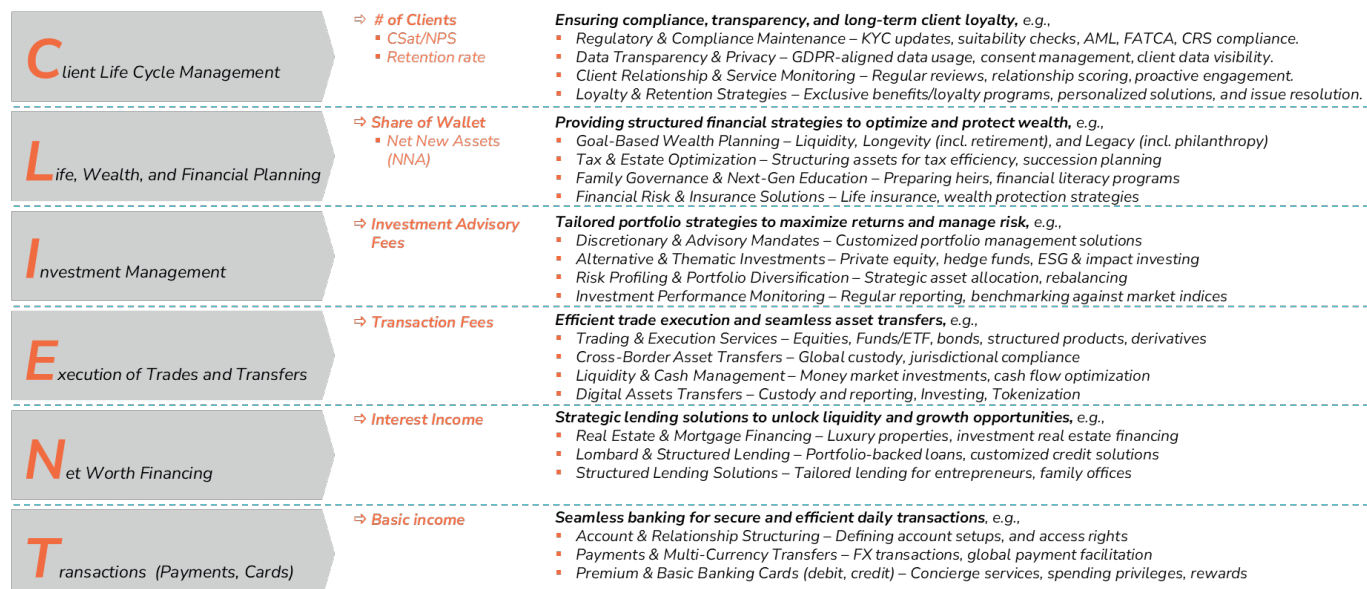 Client Life Cycle Management
⇨ # of Clients
▪ CSat/NPS
▪ Retention rate
Ensuring compliance, transparency, and long-term client loyalty, e.g.,
▪ Regulatory & Compliance Maintenance – KYC updates, suitability checks, AML, FATCA, CRS compliance.
▪ Data Transparency & Privacy – GDPR-aligned data usage, consent management, client data visibility.
▪ Client Relationship & Service Monitoring – Regular reviews, relationship scoring, proactive engagement.
▪ Loyalty & Retention Strategies – Exclusive benefits/loyalty programs, personalized solutions, and issue resolution.
Life, Wealth, and Financial Planning
⇨ Share of Wallet
▪ Net New Assets
(NNA)
Providing structured financial strategies to optimize and protect wealth, e.g.,
▪ Goal-Based Wealth Planning – Liquidity, Longevity (incl. retirement), and Legacy (incl. philanthropy)
▪ Tax & Estate Optimization – Structuring assets for tax efficiency, succession planning
▪ Family Governance & Next-Gen Education – Preparing heirs, financial literacy programs
▪ Financial Risk & Insurance Solutions – Life insurance, wealth protection strategies
Investment Management
⇨ Investment Advisory
Fees
Tailored portfolio strategies to maximize returns and manage risk, e.g.,
▪ Discretionary & Advisory Mandates – Customized portfolio management solutions
▪ Alternative & Thematic Investments – Private equity, hedge funds, ESG & impact investing
▪ Risk Profiling & Portfolio Diversification – Strategic asset allocation, rebalancing
▪ Investment Performance Monitoring – Regular reporting, benchmarking against market indices
Execution of Trades and Transfers
⇨ Transaction Fees
Efficient trade execution and seamless asset transfers, e.g.,
▪ Trading & Execution Services – Equities, Funds/ETF, bonds, structured products, derivatives
▪ Cross-Border Asset Transfers – Global custody, jurisdictional compliance
▪ Liquidity & Cash Management – Money market investments, cash flow optimization
▪ Digital Assets Transfers – Custody and reporting, Investing, Tokenization
Net Worth Financing
⇨ Interest Income
Strategic lending solutions to unlock liquidity and growth opportunities, e.g.,
▪ Real Estate & Mortgage Financing – Luxury properties, investment real estate financing
▪ Lombard & Structured Lending – Portfolio-backed loans, customized credit solutions
▪ Structured Lending Solutions – Tailored lending for entrepreneurs, family offices
Transactions (Payments, Cards)
⇨ Basic income
Seamless banking for secure and efficient daily transactions, e.g.,
▪ Account & Relationship Structuring – Defining account setups, and access rights
▪ Payments & Multi-Currency Transfers – FX transactions, global payment facilitation
▪ Premium & Basic Banking Cards (debit, credit) – Concierge services, spending privileges, rewards